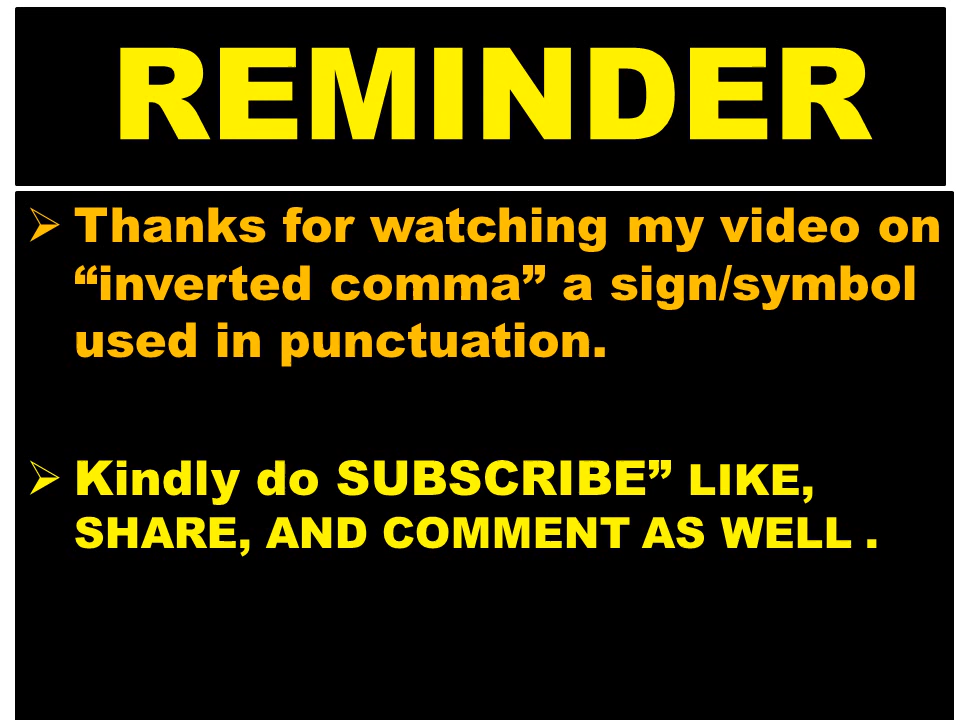 REMINDER
➢ Thanks for watching my video on
“inverted comma” a sign/symbol
used in punctuation.
➢ Kindly do SUBSCRIBE” LIKE,
SHARE, AND COMMENT AS WELL .